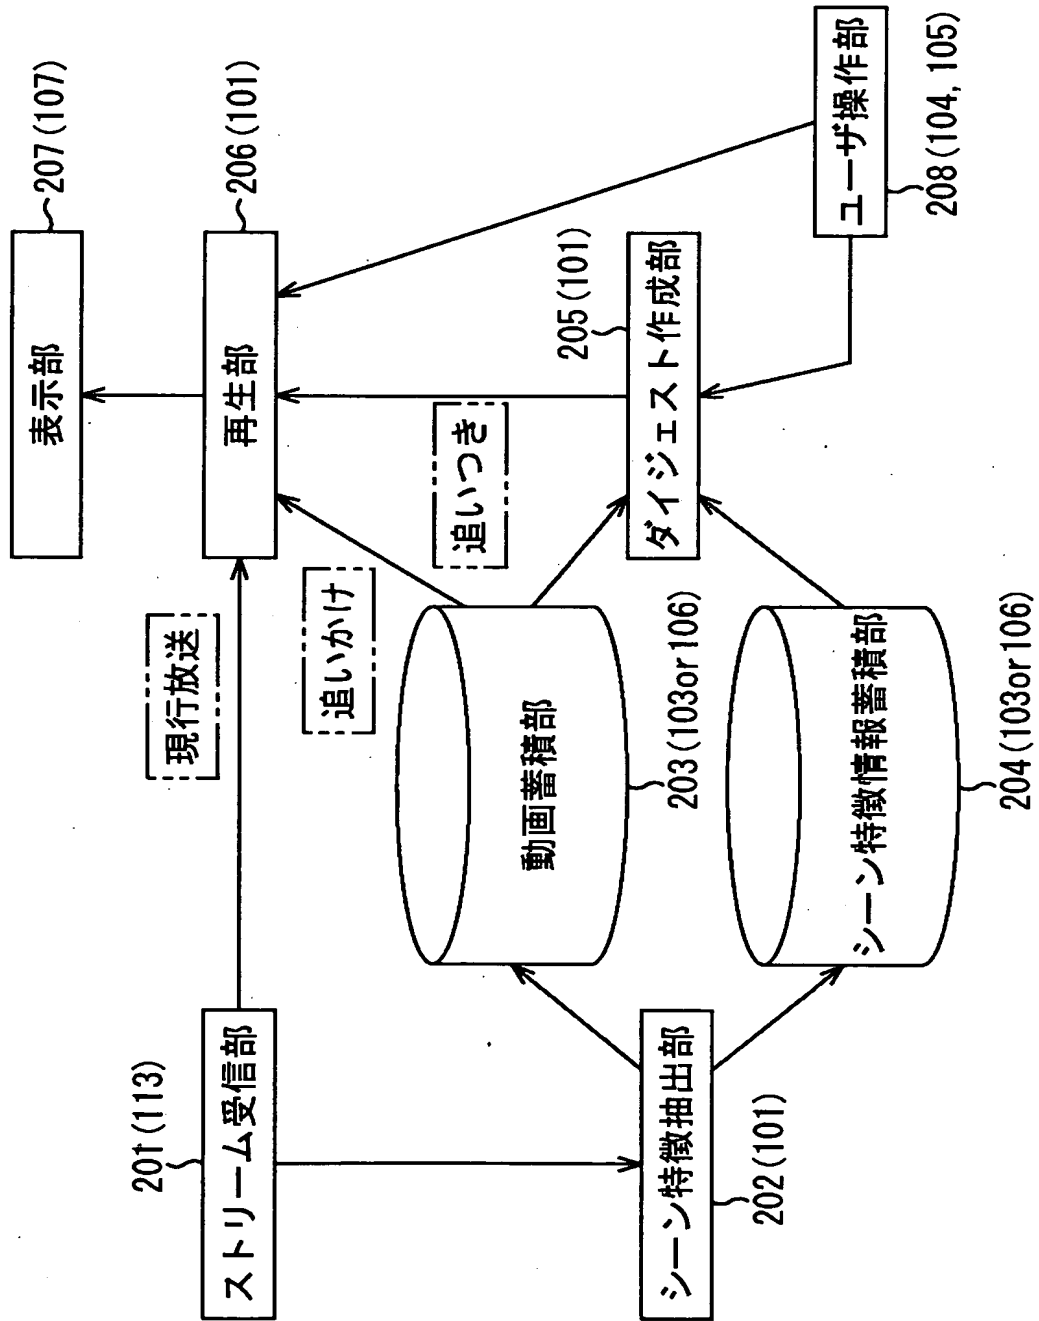 ストリーム受信部
201(113)
現行放送
再生部
206(101)
表示部
207(107)
追いかけ
追いつき
シーン特徴抽出部
202(101)
動画蓄積部
203(103or106)
シーン特徴情報蓄積部
204(103or106)
ダイジェスト作成部
205(101)
ユーザ操作部
208(104, 105)